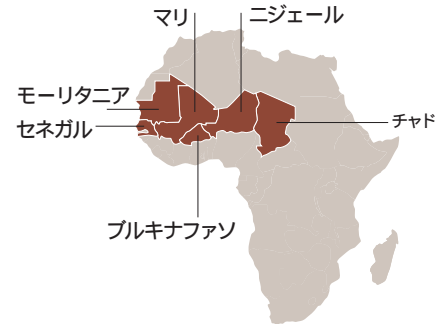 マリ
ニジェール
モーリタニア
セネガル
チャド
ブルキナファソ